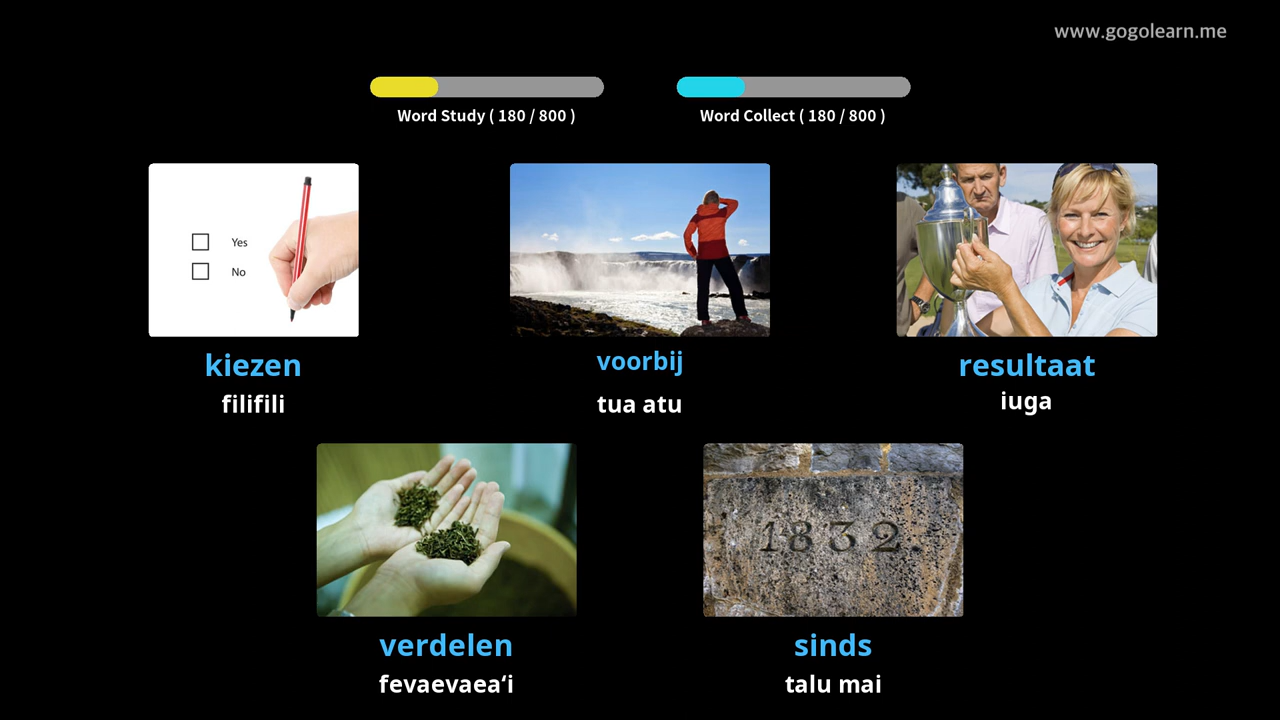 www.gogolearn.me
Word Study ( 180 / 800 )
Word Collect ( 180 / 800 )
Yes
No
kiezen
filifili
voorbij
tua atu
resultaat
iuga
1832.
verdelen
fevaevaeaʻi
sinds
talu mai